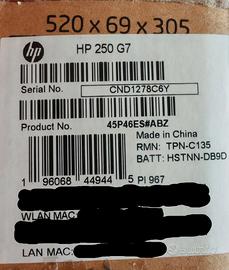 520 x 69 x 305
hp HP 250 G7
Serial No. CND1278C6Y
Product No. 45P46ES#ABZ
Made in China
RMN: TPN-C135
BATT: HSTNN-DB9D
1 96068 44944 5 PI 967
WLAN MAC:
LAN MAC: